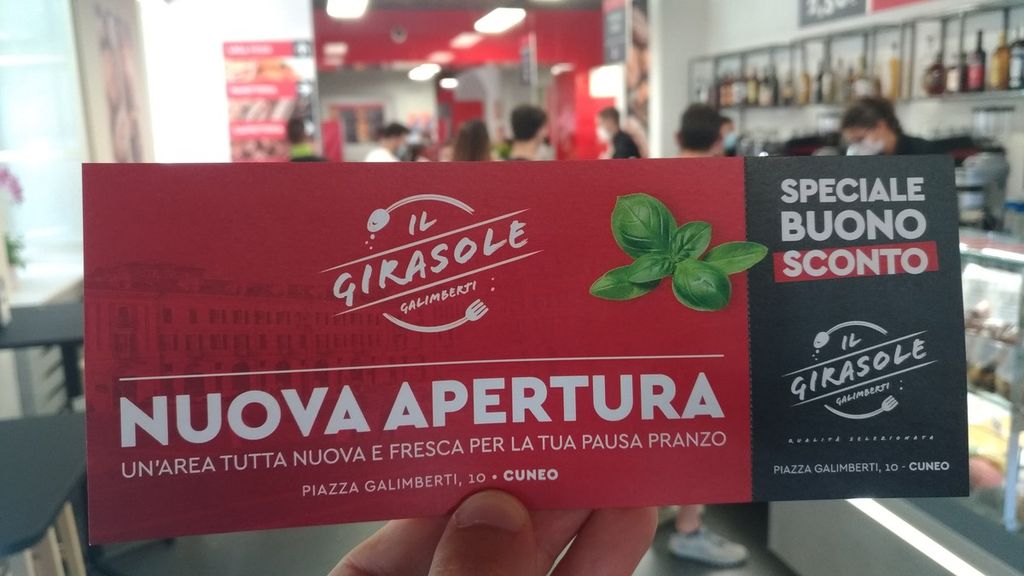 IL
GIRASOLE
GALIMBERTI
NUOVA APERTURA
UN'AREA TUTTA NUOVA E FRESCA PER LA TUA PAUSA PRANZO
PIAZZA GALIMBERTI, 10 • CUNEO
SPECIALE
BUONO
SCONTO
IL
GIRASOLE
GALIMBERTI
QUALITÀ SELEZIONATA
PIAZZA GALIMBERTI, 10 - CUNEO